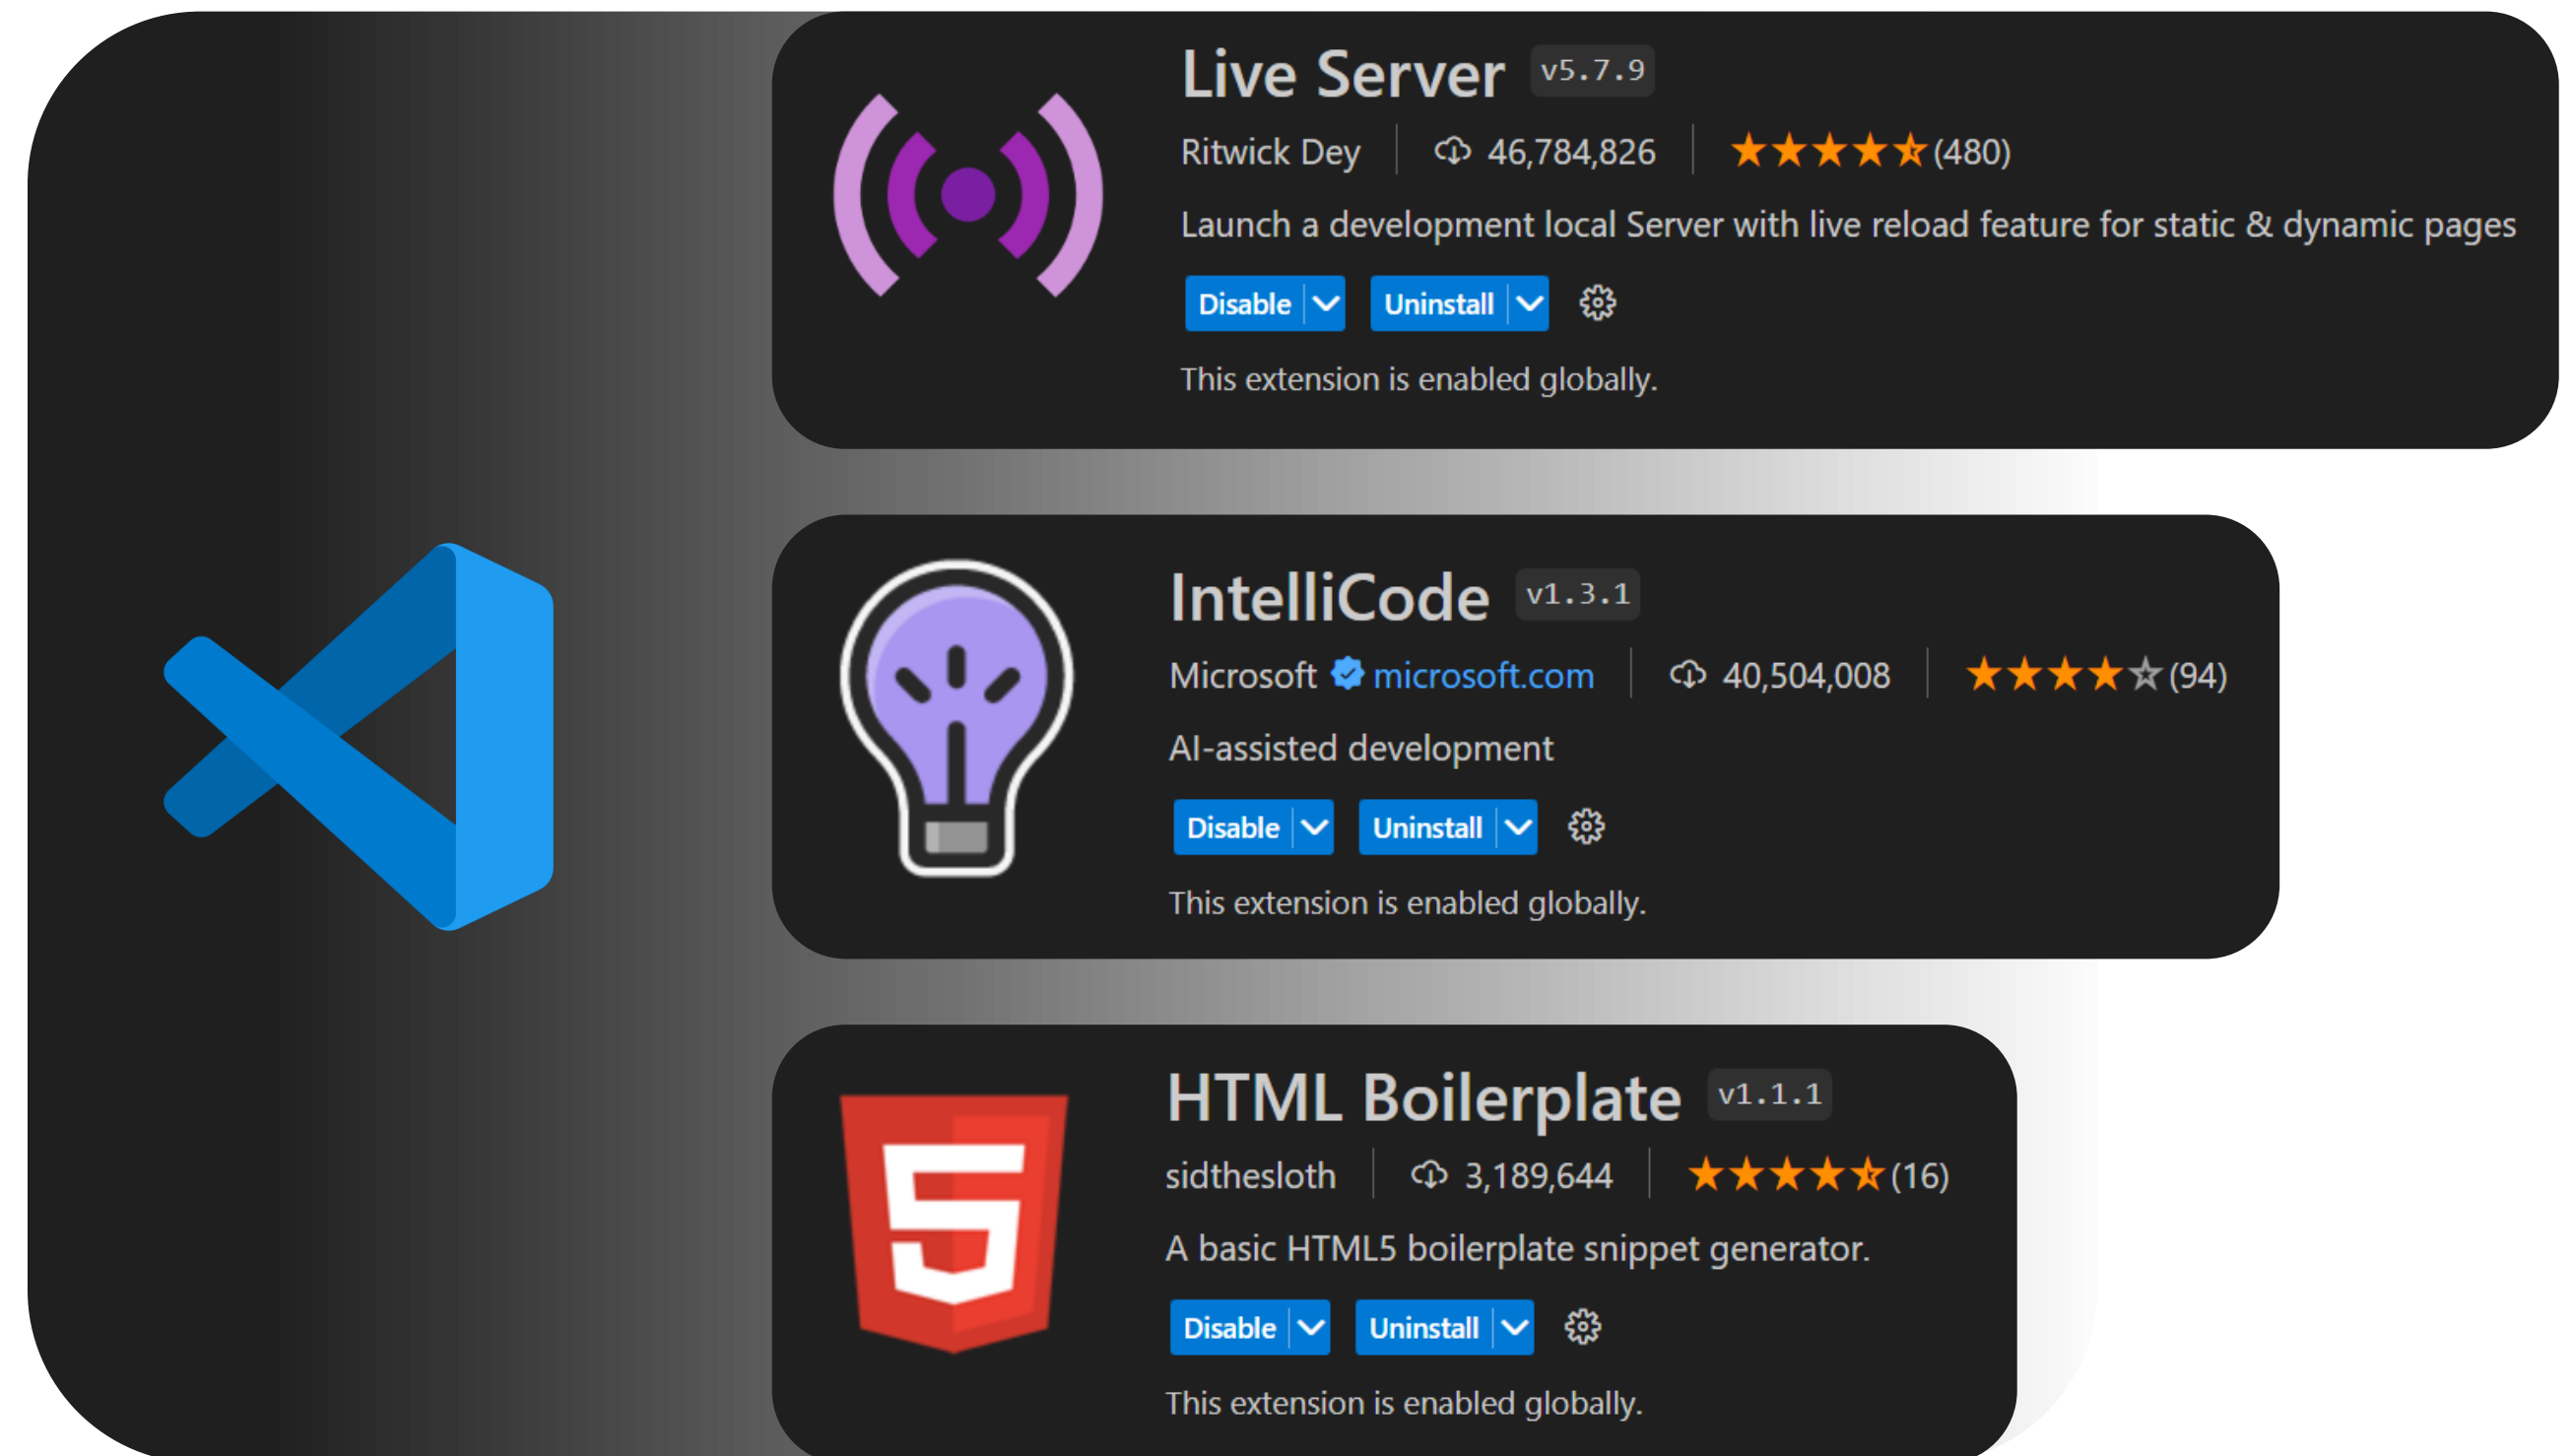 Live Server v5.7.9
Ritwick Dey 46,784,826 ★★★★⯪(480)
Launch a development local Server with live reload feature for static & dynamic pages
Disable Uninstall
This extension is enabled globally.
IntelliCode v1.3.1
Microsoft microsoft.com 40,504,008 ★★★★☆(94)
AI-assisted development
Disable Uninstall
This extension is enabled globally.
5
HTML Boilerplate v1.1.1
sidthesloth 3,189,644 ★★★★⯪(16)
A basic HTML5 boilerplate snippet generator.
Disable Uninstall
This extension is enabled globally.